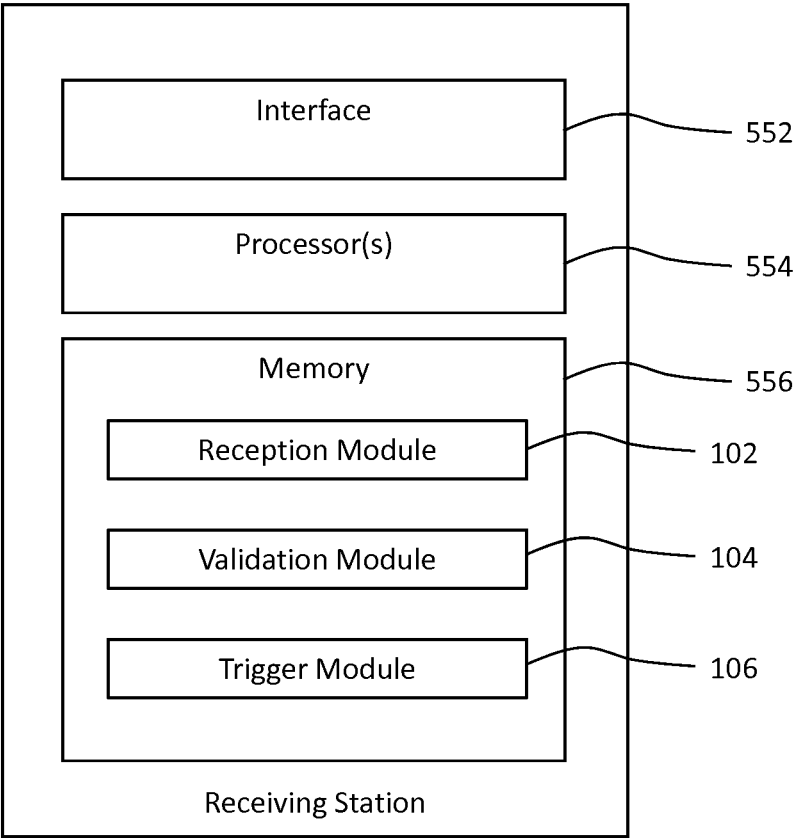 Interface
552
Processor(s)
554
Memory
556
Reception Module
102
Validation Module
104
Trigger Module
106
Receiving Station